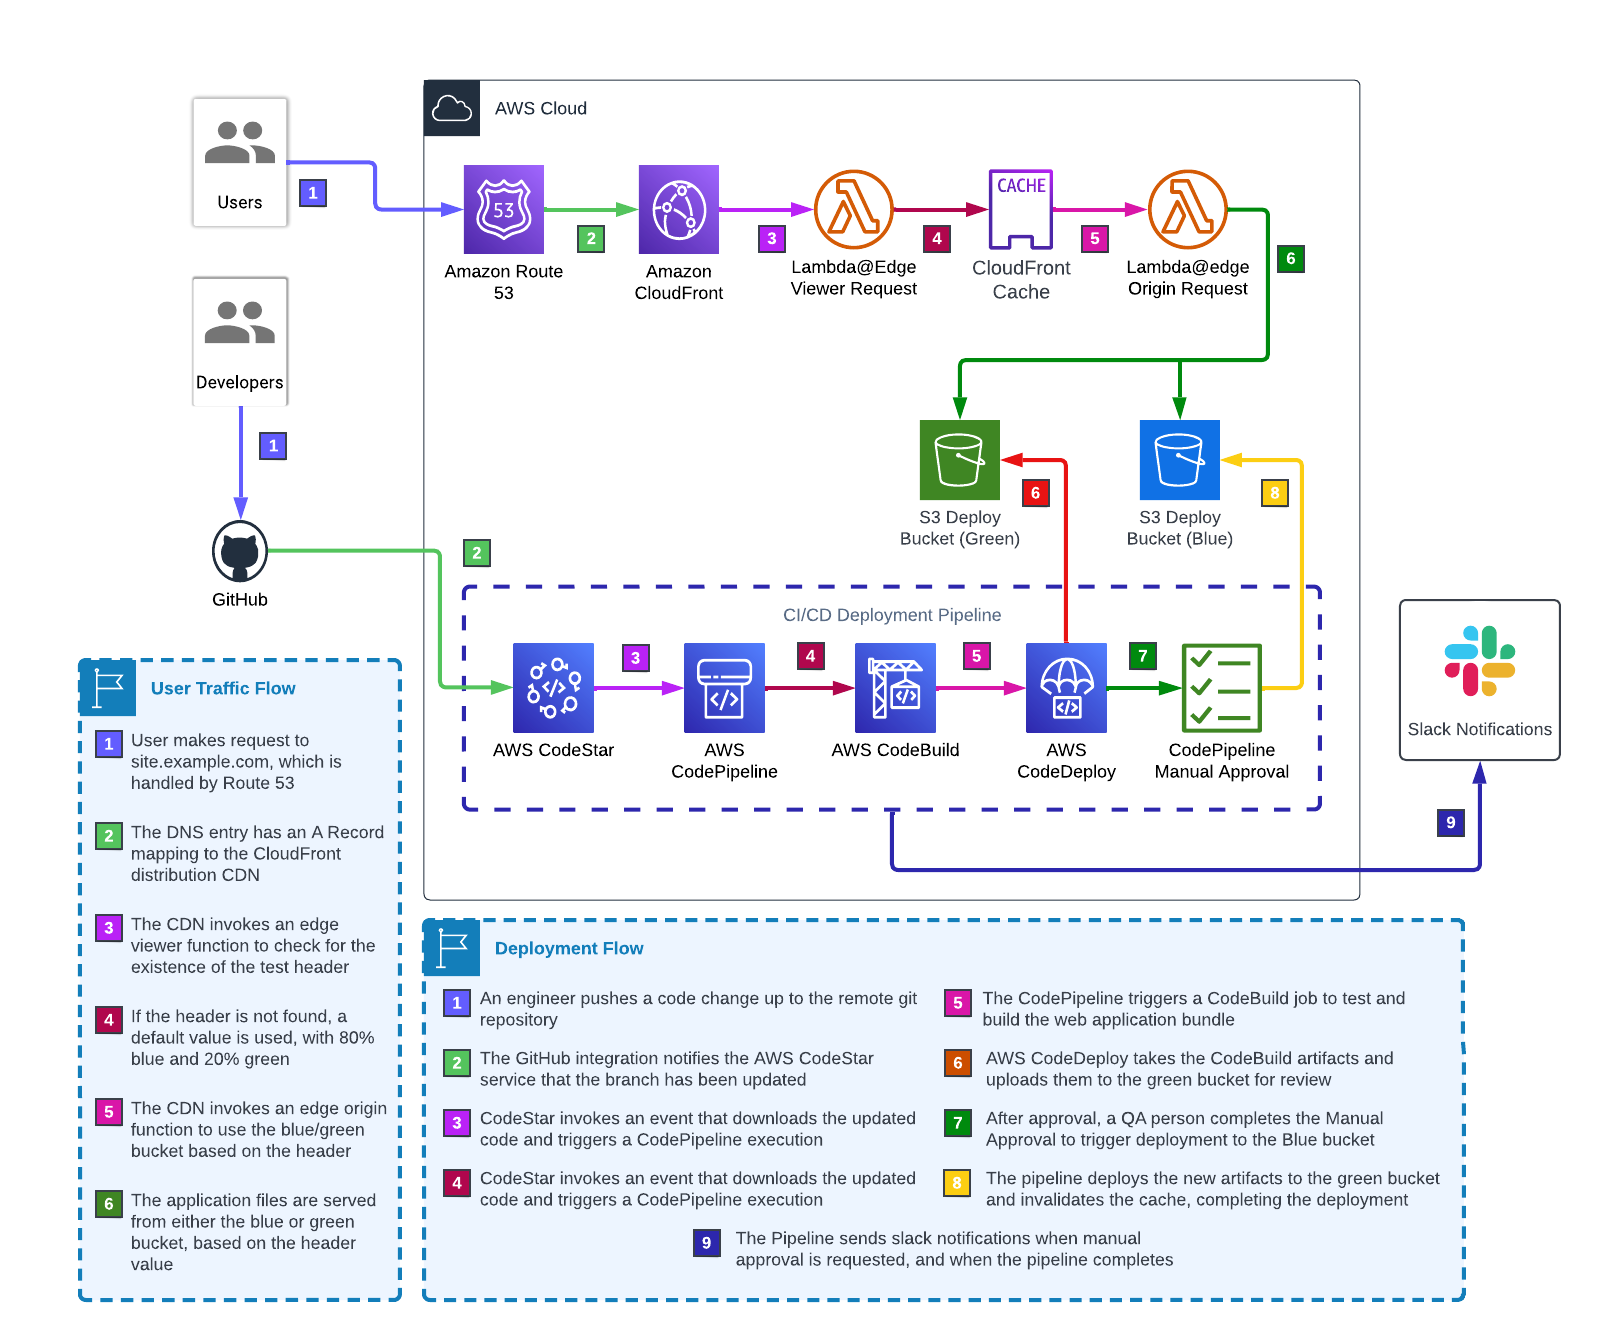 AWS Cloud
Users
1
53
Amazon Route
53
2
Amazon
CloudFront
3
Lambda@Edge
Viewer Request
4
CACHE
CloudFront
Cache
5
Lambda@edge
Origin Request
6
Developers
1
GitHub
2
S3 Deploy
Bucket (Green)
6
S3 Deploy
Bucket (Blue)
8
CI/CD Deployment Pipeline
AWS CodeStar
3
AWS
CodePipeline
4
AWS CodeBuild
5
AWS
CodeDeploy
7
CodePipeline
Manual Approval
Slack Notifications
9
User Traffic Flow
1 User makes request to
site.example.com, which is
handled by Route 53
2 The DNS entry has an A Record
mapping to the CloudFront
distribution CDN
3 The CDN invokes an edge
viewer function to check for the
existence of the test header
4 If the header is not found, a
default value is used, with 80%
blue and 20% green
5 The CDN invokes an edge origin
function to use the blue/green
bucket based on the header
6 The application files are served
from either the blue or green
bucket, based on the header
value
Deployment Flow
1 An engineer pushes a code change up to the remote git
repository
2 The GitHub integration notifies the AWS CodeStar
service that the branch has been updated
3 CodeStar invokes an event that downloads the updated
code and triggers a CodePipeline execution
4 CodeStar invokes an event that downloads the updated
code and triggers a CodePipeline execution
5 The CodePipeline triggers a CodeBuild job to test and
build the web application bundle
6 AWS CodeDeploy takes the CodeBuild artifacts and
uploads them to the green bucket for review
7 After approval, a QA person completes the Manual
Approval to trigger deployment to the Blue bucket
8 The pipeline deploys the new artifacts to the green bucket
and invalidates the cache, completing the deployment
9 The Pipeline sends slack notifications when manual
approval is requested, and when the pipeline completes